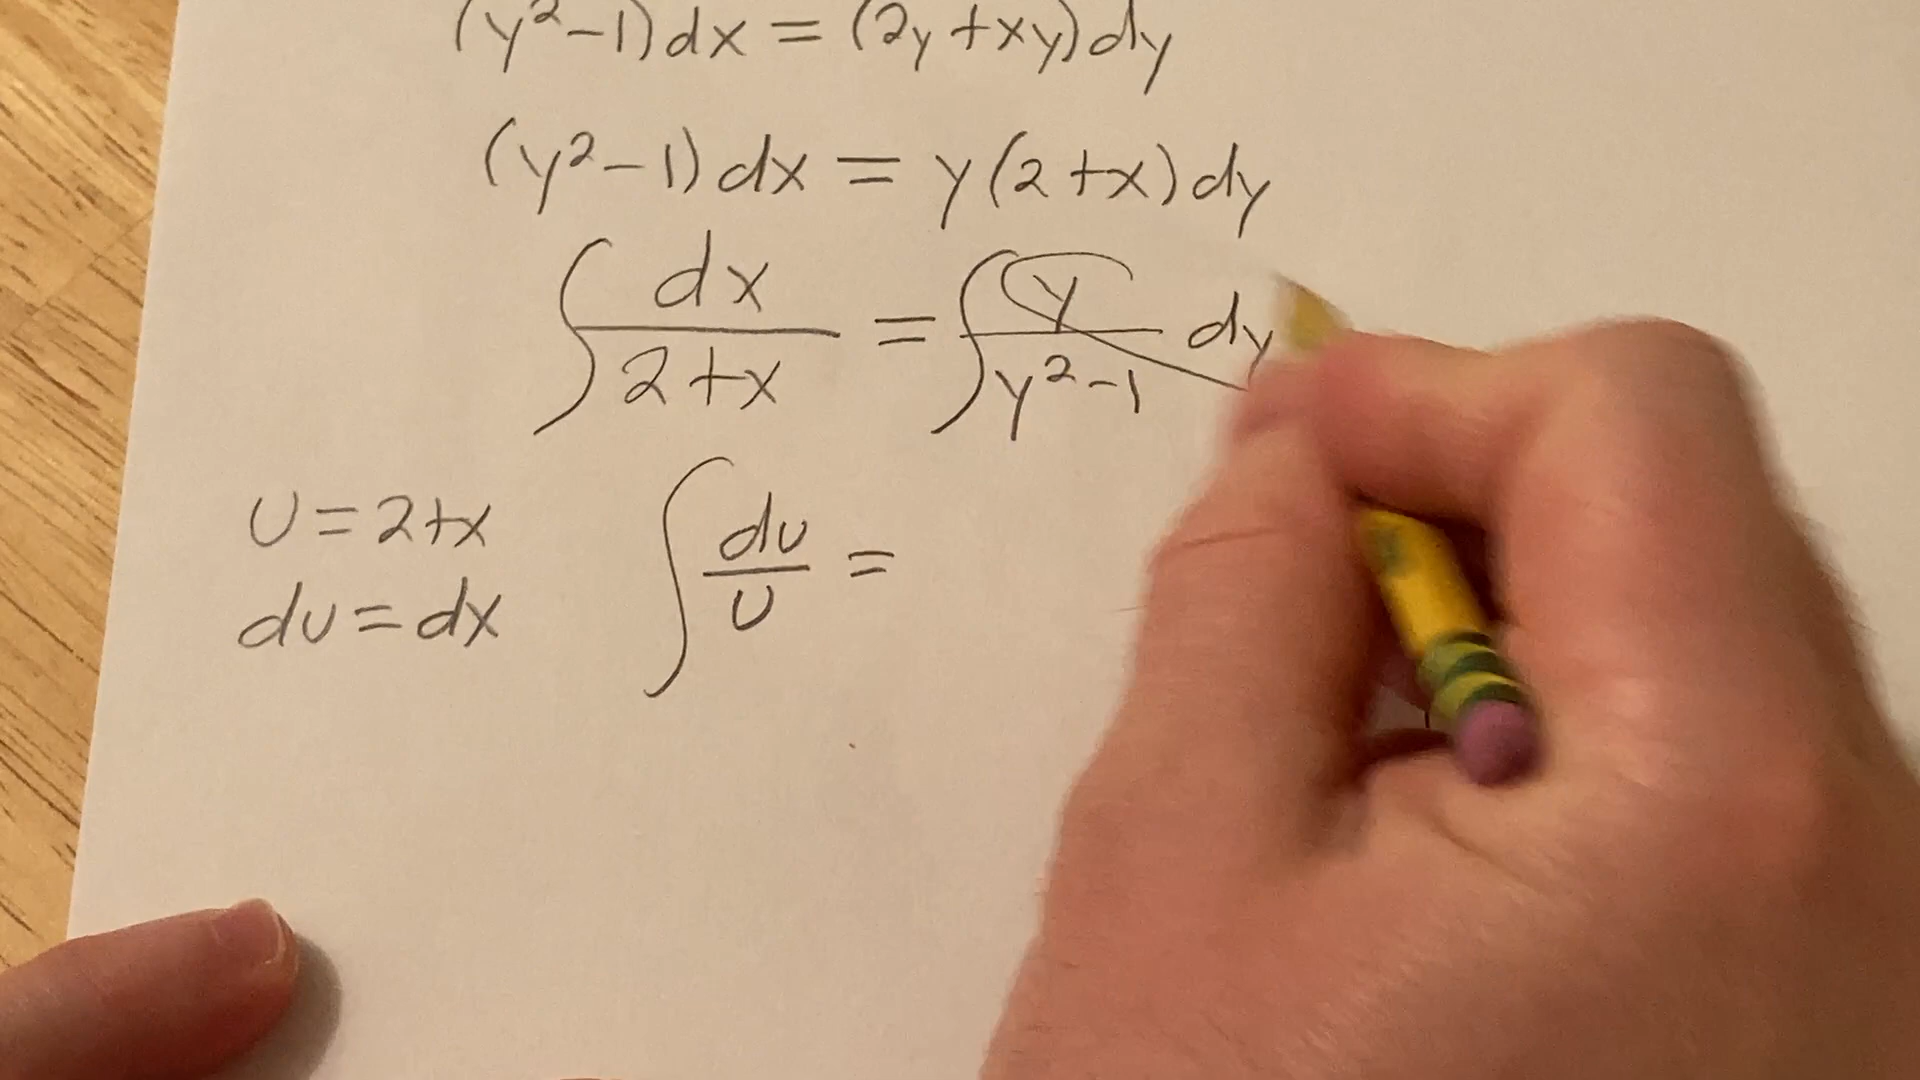 (y²-1)dx = (2y+xy)dy
(y²-1)dx = y(2+x)dy
∫ dx/(2+x) = ∫ y/(y²-1) dy
U = 2+x
du = dx
∫ du/U =